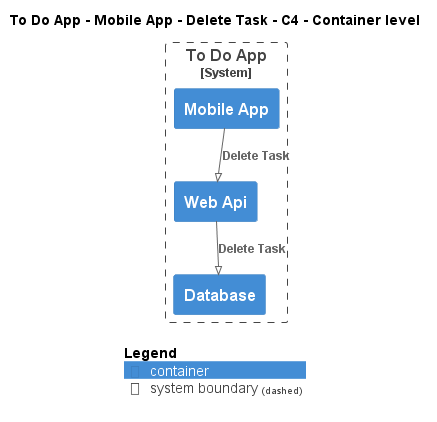 To Do App - Mobile App - Delete Task - C4 - Container level
To Do App
[System]
Mobile App
Delete Task
Web Api
Delete Task
Database
Legend
container
system boundary (dashed)